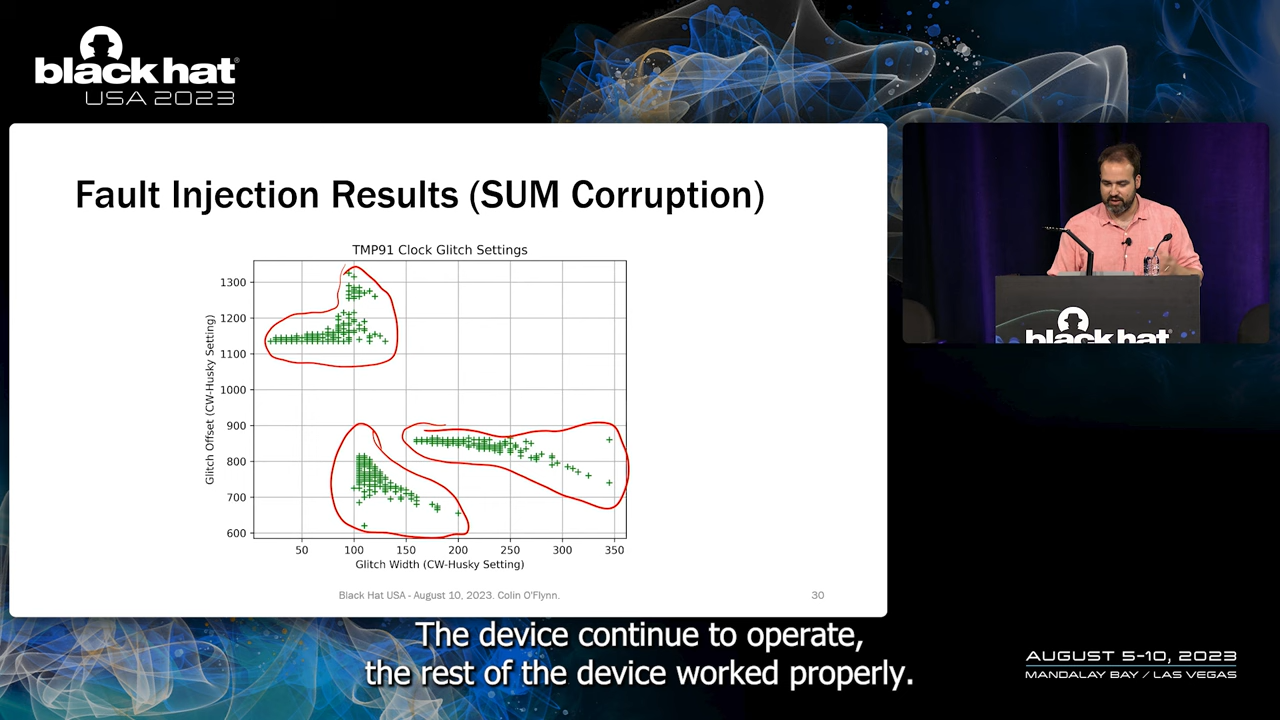 black hat®
USA 2023
Fault Injection Results (SUM Corruption)
TMP91 Clock Glitch Settings
Glitch Offset (CW-Husky Setting)
1300
1200
1100
1000
900
800
700
600
50 100 150 200 250 300 350
Glitch Width (CW-Husky Setting)
Black Hat USA - August 10, 2023. Colin O'Flynn.
30
black hat
The device continue to operate,
the rest of the device worked properly.
AUGUST 5-10, 2023
MANDALAY BAY / LAS VEGAS